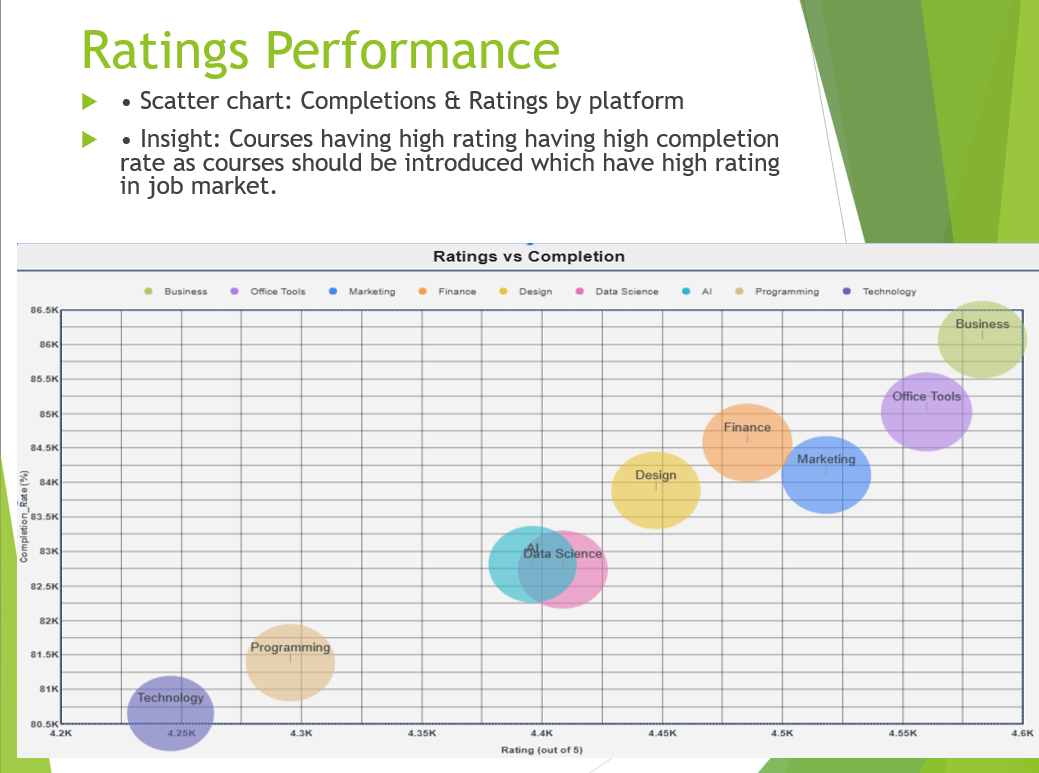 Ratings Performance
• Scatter chart: Completions & Ratings by platform
• Insight: Courses having high rating having high completion
rate as courses should be introduced which have high rating
in job market.
Ratings vs Completion
Business Office Tools Marketing Finance Design Data Science AI Programming Technology
86.5K
86K
85.5K
85K
84.5K
84K
83.5K
83K
82.5K
82K
81.5K
81K
80.5K
Completion_Rate (%)
Business
Office Tools
Finance
Marketing
Design
AI
Data Science
Programming
Technology
4.2K 4.25K 4.3K 4.35K 4.4K 4.45K 4.5K 4.55K 4.6K
Rating (out of 5)